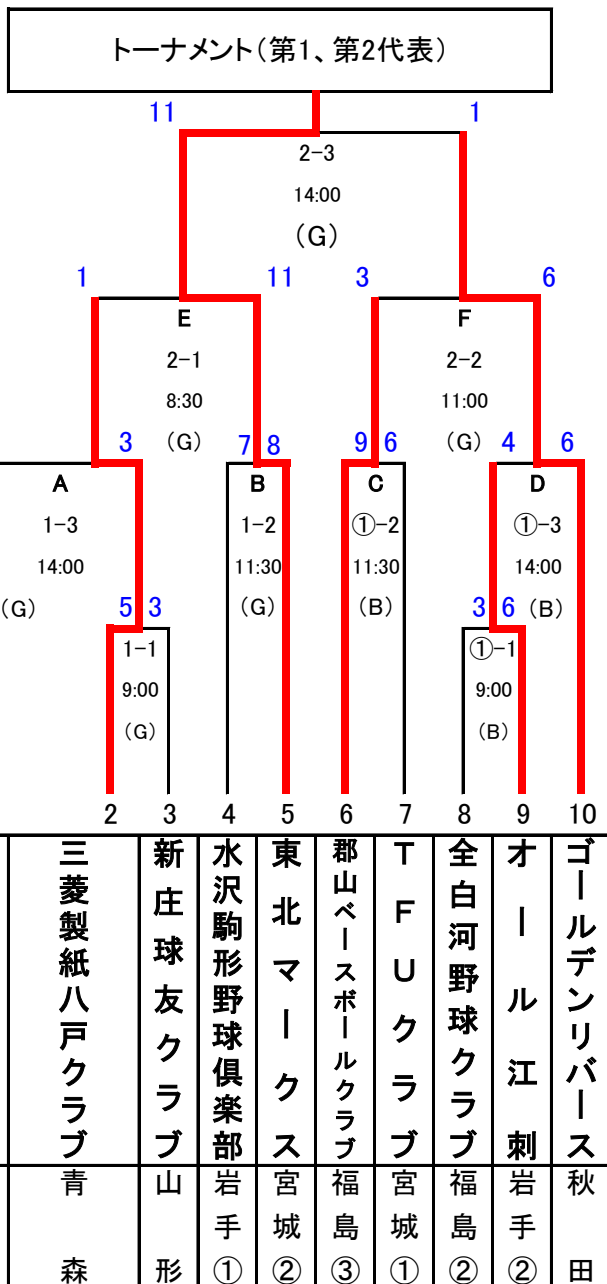 トーナメント(第1、第2代表)
11 1
2-3
14:00
(G)
1 11 3 6
E F
2-1 2-2
8:30 11:00
(G) (G)
3 7 8 9 6 4 6
A B C D
1-3 1-2 ①-2 ①-3
14:00 11:30 11:30 14:00
(G) (G) (B) (B)
5 3 3 6
1-1 ①-1
9:00 9:00
(G) (B)
2 3 4 5 6 7 8 9 10
三菱製紙八戸クラブ
新庄球友クラブ
水沢駒形野球倶楽部
東北マークス
郡山ベースボールクラブ
TFUクラブ
全白河野球クラブ
オール江刺
ゴールデンリバース
青森
山形
岩手①
宮城②
福島③
宮城①
福島②
岩手②
秋田